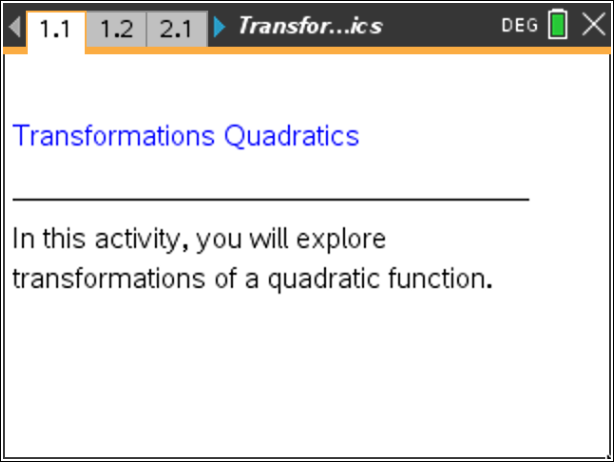 1.1 1.2 2.1 Transfor...ics DEG
Transformations Quadratics
In this activity, you will explore
transformations of a quadratic function.